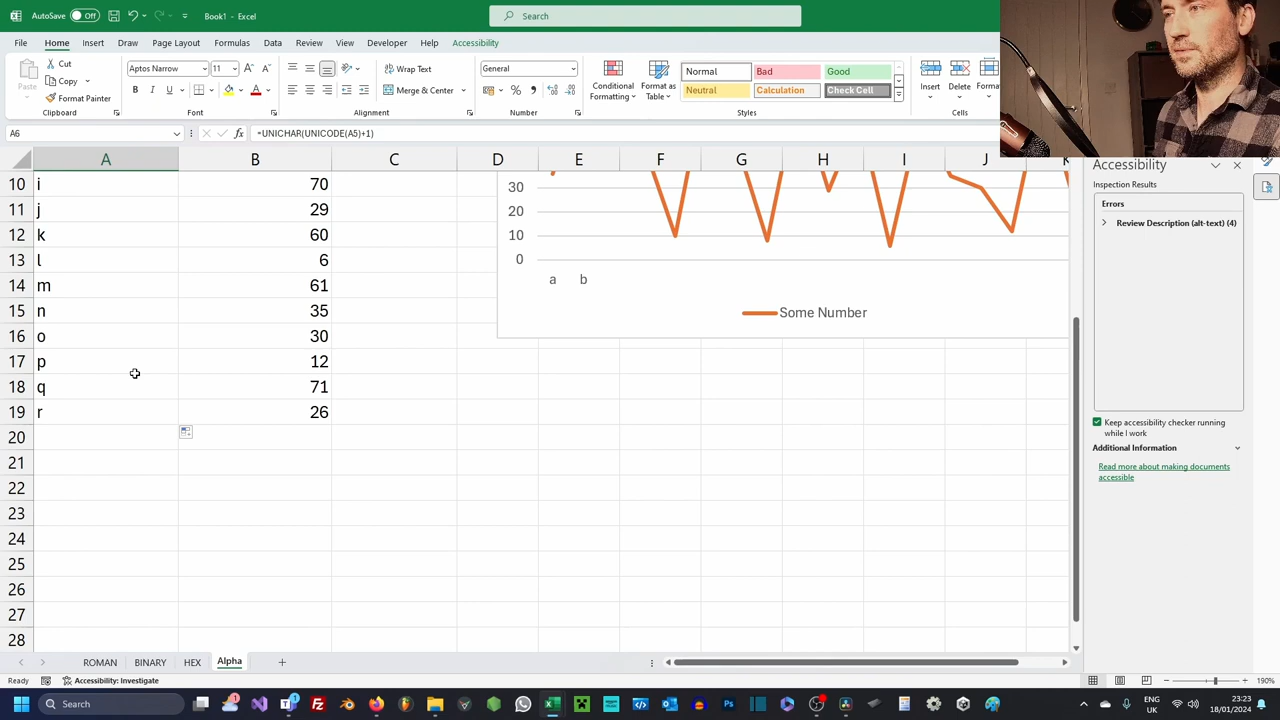 AutoSave Off Book1 - Excel Search
File Home Insert Draw Page Layout Formulas Data Review View Developer Help Accessibility
Paste Cut Copy Format Painter
Aptos Narrow 11
B I U
Wrap Text
Merge & Center
General
Conditional Formatting
Format as Table
Normal Bad Good
Neutral Calculation Check Cell
Insert Delete Format
Clipboard Font Alignment Number Styles Cells
A6 fx =UNICHAR(UNICODE(A5)+1)
A B C D E F G H I J K
10 i 70
11 j 29
12 k 60
13 l 6
14 m 61
15 n 35
16 o 30
17 p 12
18 q 71
19 r 26
20
21
22
23
24
25
26
27
28
30
20
10
0
a b
Some Number
Accessibility
Inspection Results
Errors
Review Description (alt-text) (4)
Keep accessibility checker running
while I work
Additional Information
Read more about making documents
accessible
ROMAN BINARY HEX Alpha
Ready Accessibility: Investigate 190%
Search
ENG
UK
23:23
18/01/2024